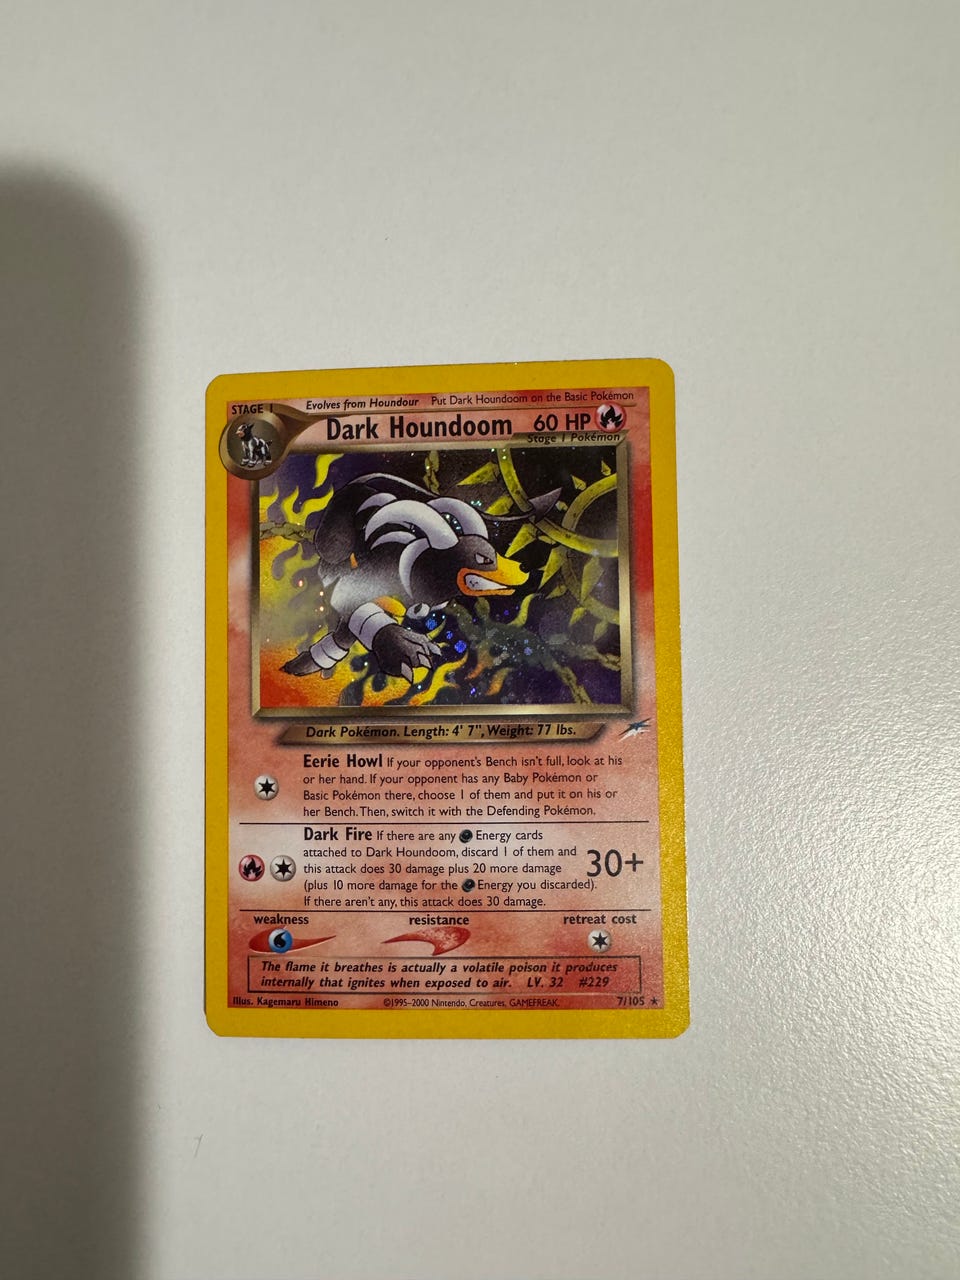 STAGE 1 Evolves from Houndour Put Dark Houndoom on the Basic Pokémon
Dark Houndoom 60 HP
Stage 1 Pokémon
Dark Pokémon. Length: 4' 7", Weight: 77 lbs.
Eerie Howl If your opponent's Bench isn't full, look at his
or her hand. If your opponent has any Baby Pokémon or
Basic Pokémon there, choose 1 of them and put it on his or
her Bench. Then, switch it with the Defending Pokémon.
Dark Fire If there are any Energy cards
attached to Dark Houndoom, discard 1 of them and
this attack does 30 damage plus 20 more damage
(plus 10 more damage for the Energy you discarded).
If there aren't any, this attack does 30 damage.
30+
weakness resistance retreat cost
The flame it breathes is actually a volatile poison it produces
internally that ignites when exposed to air. LV. 32 #229
Illus. Kagemaru Himeno ©1995–2000 Nintendo, Creatures, GAMEFREAK. 7/105 ★